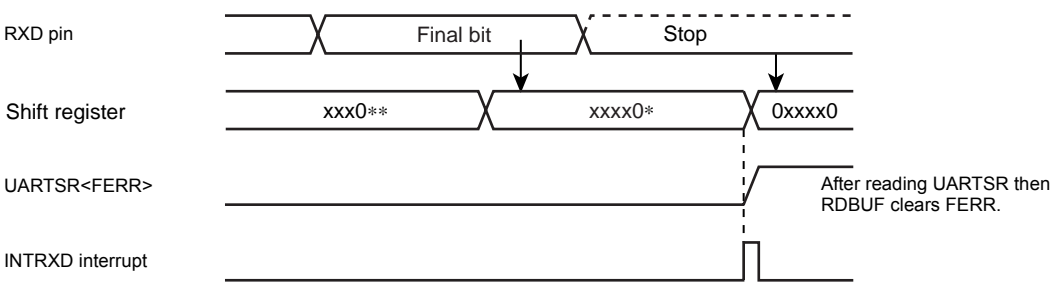 RXD pin
Final bit
Stop
Shift register
xxx0**
xxxx0*
0xxxx0
UARTSR<FERR>
After reading UARTSR then
RDBUF clears FERR.
INTRXD interrupt